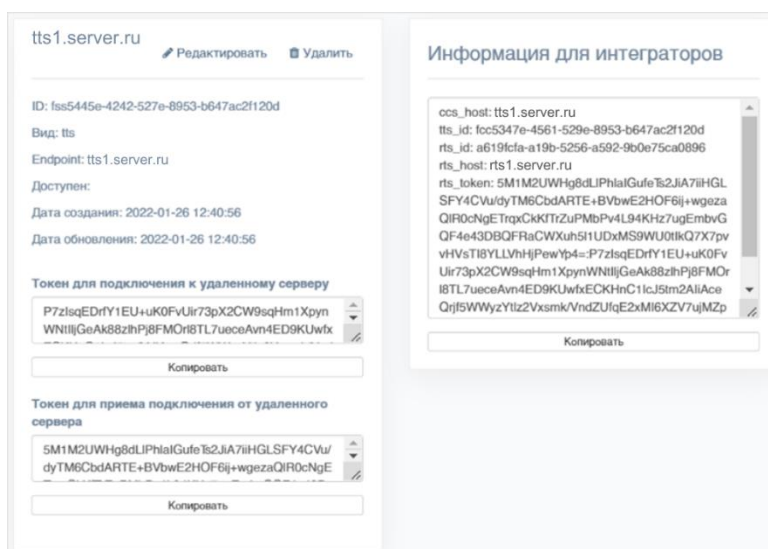 tts1.server.ru
Редактировать
Удалить
ID: fss5445e-4242-527e-8953-b647ac2f120d
Вид: tts
Endpoint: tts1.server.ru
Доступен:
Дата создания: 2022-01-26 12:40:56
Дата обновления: 2022-01-26 12:40:56
Токен для подключения к удаленному серверу
P7zIsqEDrfY1EU+uK0FvUir73pX2CW9sqHm1Xpyn
WNtIljGeAk88zlhPj8FMOrI8TL7ueceAvn4ED9KUwfx
Копировать
Токен для приема подключения от удаленного
сервера
5M1M2UWHg8dLIPhlaIGufeTs2JiA7iiHGLSFY4CVu/
dyTM6CbdARTE+BVbwE2HOF6ij+wgezaQIR0cNgE
Копировать
Информация для интеграторов
ccs_host: tts1.server.ru
tts_id: fcc5347e-4561-529e-8953-b647ac2f120d
rts_id: a619fcfa-a19b-5256-a592-9b0e75ca0896
rts_host: rts1.server.ru
rts_token: 5M1M2UWHg8dLIPhlaIGufeTs2JiA7iiHGL
SFY4CVu/dyTM6CbdARTE+BVbwE2HOF6ij+wgeza
QIR0cNgETrqxCkKfTrZuPMbPv4L94KHz7ugEmbvG
QF4e43DBQFRaCWXuh5I1UDxMS9WU0tIkQ7X7pv
vHVsTI8YLLVhHjPewYp4=:P7zIsqEDrfY1EU+uK0Fv
Uir73pX2CW9sqHm1XpynWNtIljGeAk88zlhPj8FMOr
I8TL7ueceAvn4ED9KUwfxECKHnC1IcJ5tm2AliAce
Qrjf5WWyzYtlz2Vxsmk/VndZUfqE2xMI6XZV7ujMZp
Копировать